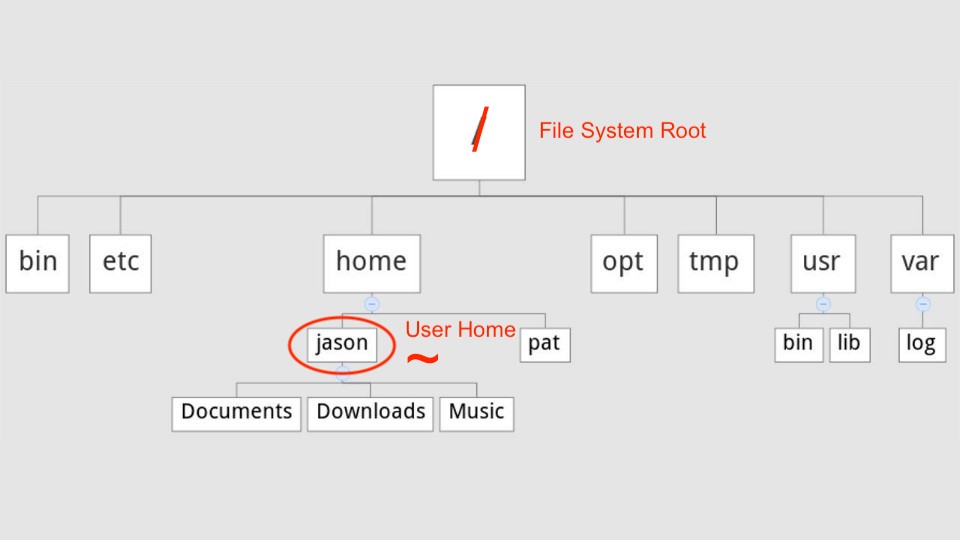 /
File System Root
bin
etc
home
opt
tmp
usr
var
jason
User Home
~
pat
bin
lib
log
Documents
Downloads
Music